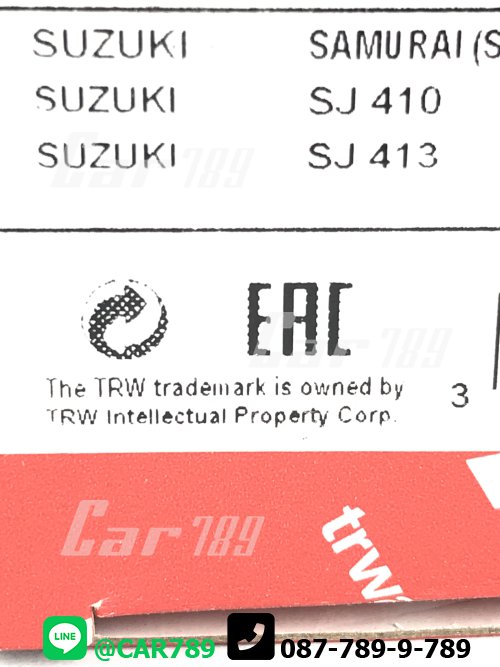 SUZUKI SAMURAI (S
SUZUKI SJ 410
SUZUKI SJ 413
Car 789
EAC
Car 789
The TRW trademark is owned by
TRW Intellectual Property Corp.
3
Car 789
trw
LINE @CAR789 087-789-9-789